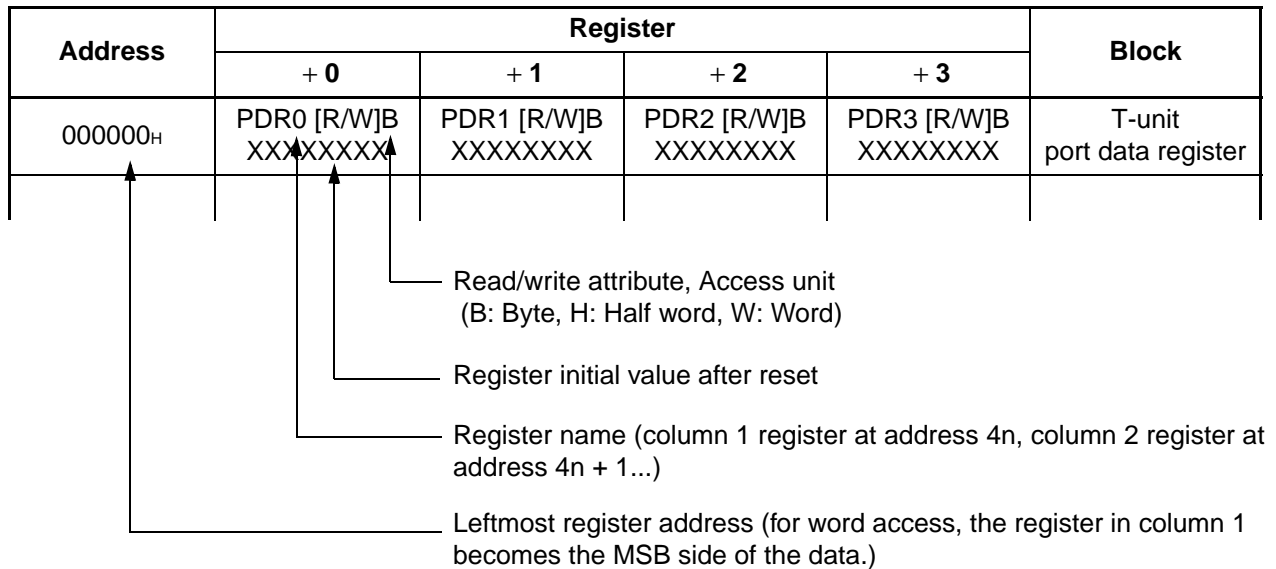 Address Register Block
+ 0 + 1 + 2 + 3
000000H PDR0 [R/W]B PDR1 [R/W]B PDR2 [R/W]B PDR3 [R/W]B T-unit
XXXXXXXX XXXXXXXX XXXXXXXX XXXXXXXX port data register
Read/write attribute, Access unit
(B: Byte, H: Half word, W: Word)
Register initial value after reset
Register name (column 1 register at address 4n, column 2 register at
address 4n + 1...)
Leftmost register address (for word access, the register in column 1
becomes the MSB side of the data.)